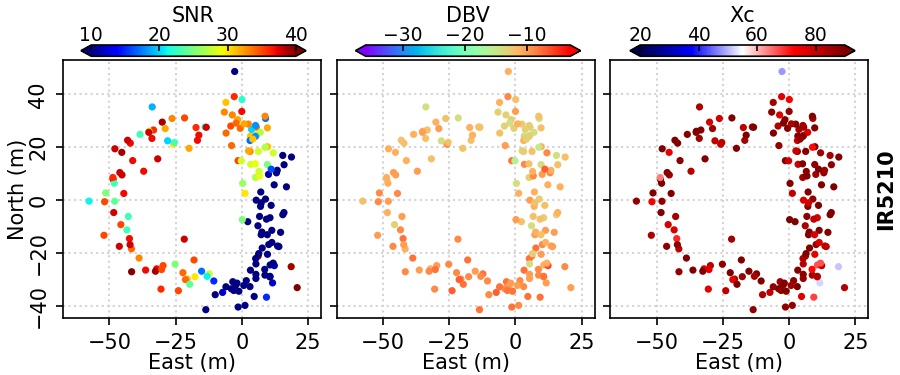 SNR
DBV
Xc
10 20 30 40
−30 −20 −10
20 40 60 80
40
20
0
−20
−40
North (m)
IR5210
−50 −25 0 25
−50 −25 0 25
−50 −25 0 25
East (m)
East (m)
East (m)